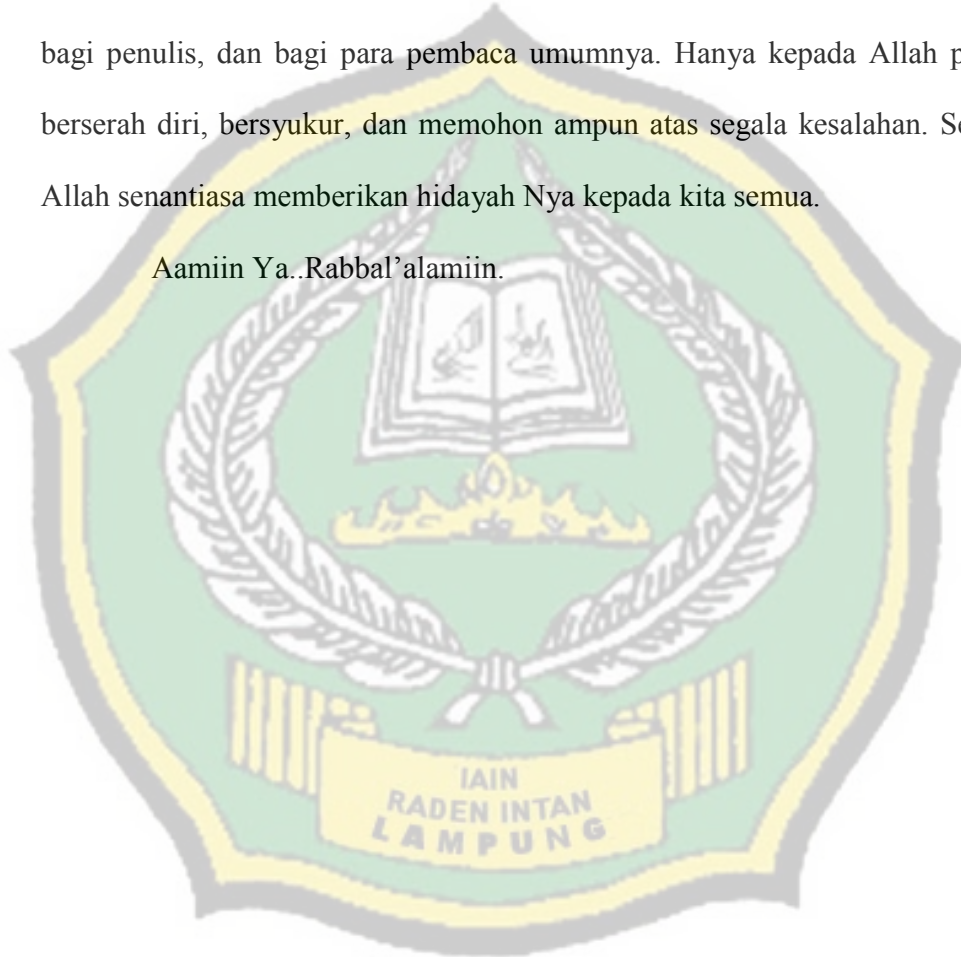 bagi penulis, dan bagi para pembaca umumnya. Hanya kepada Allah p
berserah diri, bersyukur, dan memohon ampun atas segala kesalahan. Se
Allah senantiasa memberikan hidayah Nya kepada kita semua.
Aamiin Ya..Rabbal’alamiin.
IAIN
RADEN INTAN
LAMPUNG